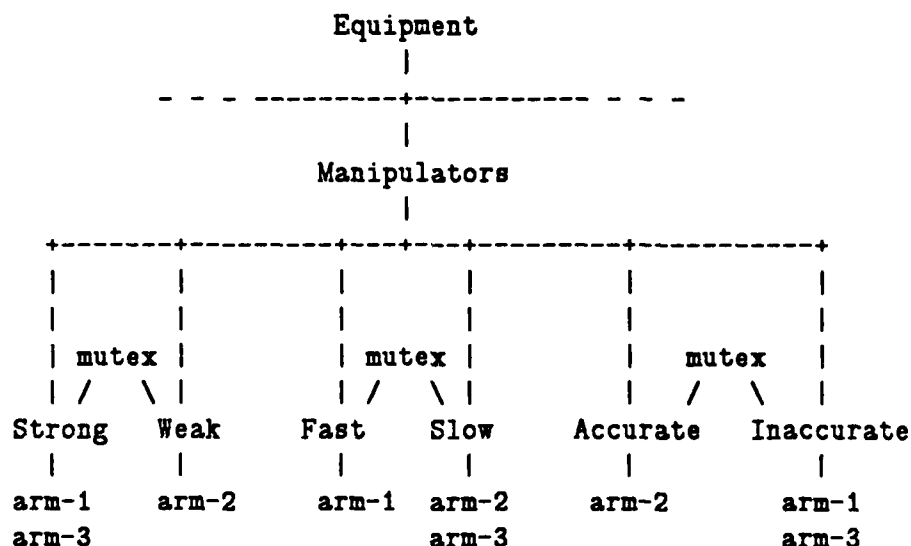 Equipment
Manipulators
mutex mutex mutex
Strong Weak Fast Slow Accurate Inaccurate
arm-1 arm-2 arm-1 arm-2 arm-2 arm-1
arm-3 arm-3 arm-3